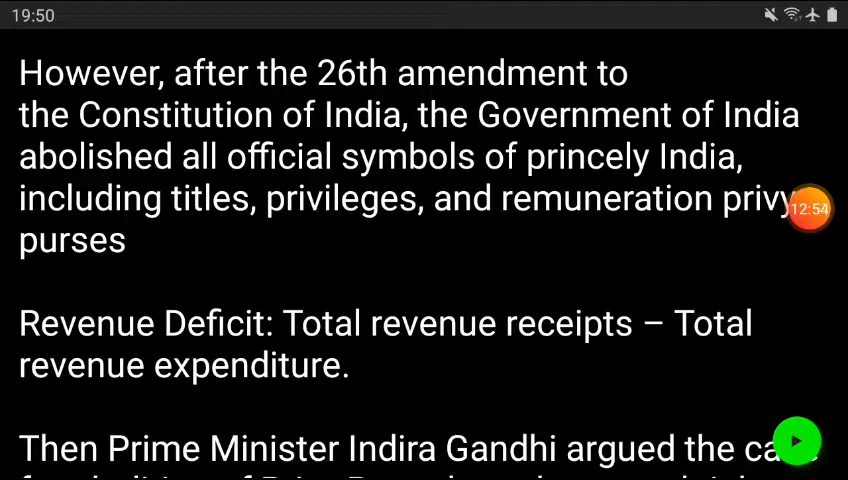 19:50
However, after the 26th amendment to
the Constitution of India, the Government of India
abolished all official symbols of princely India,
including titles, privileges, and remuneration privy
12:54
purses
Revenue Deficit: Total revenue receipts – Total
revenue expenditure.
Then Prime Minister Indira Gandhi argued the